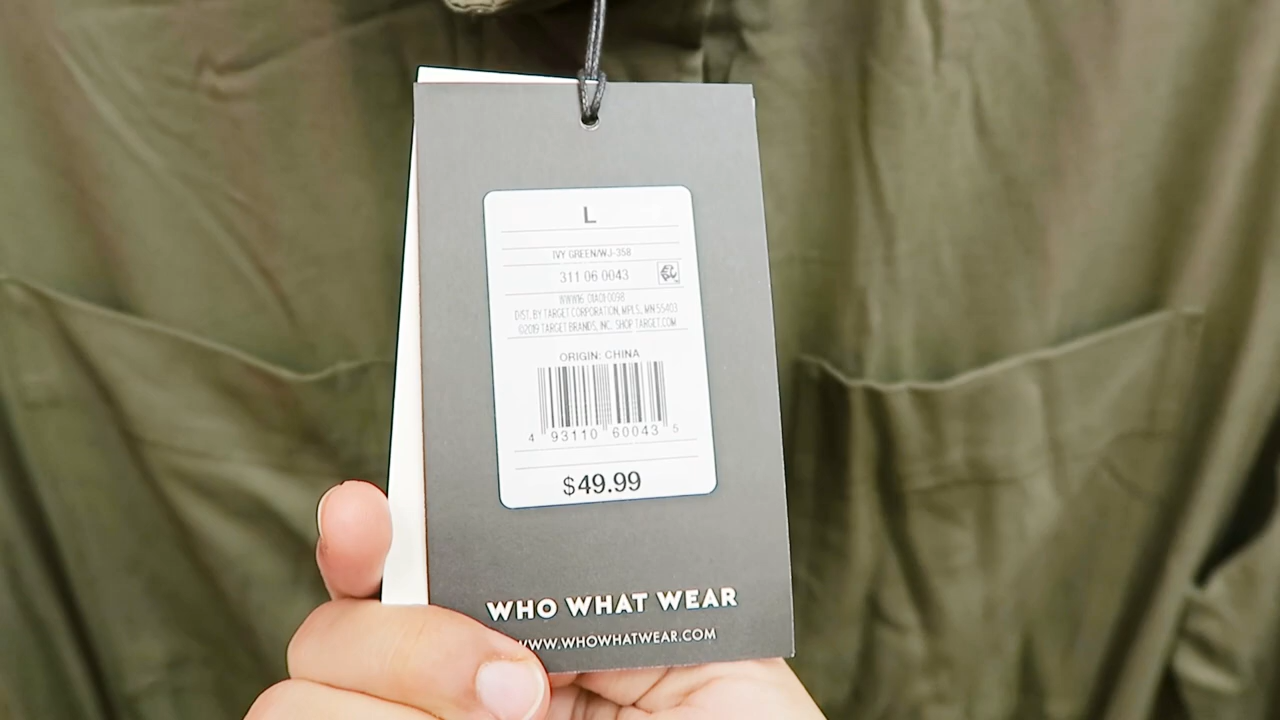 L
IVY GREEN/WJ-358
311 06 0043
DIST. BY TARGET CORPORATION, MPLS, MN 55403
©2019 TARGET BRANDS, INC. SHOP TARGET.COM
ORIGIN: CHINA
4 93110 60043 5
$49.99
WHO WHAT WEAR
WWW.WHOWHATWEAR.COM